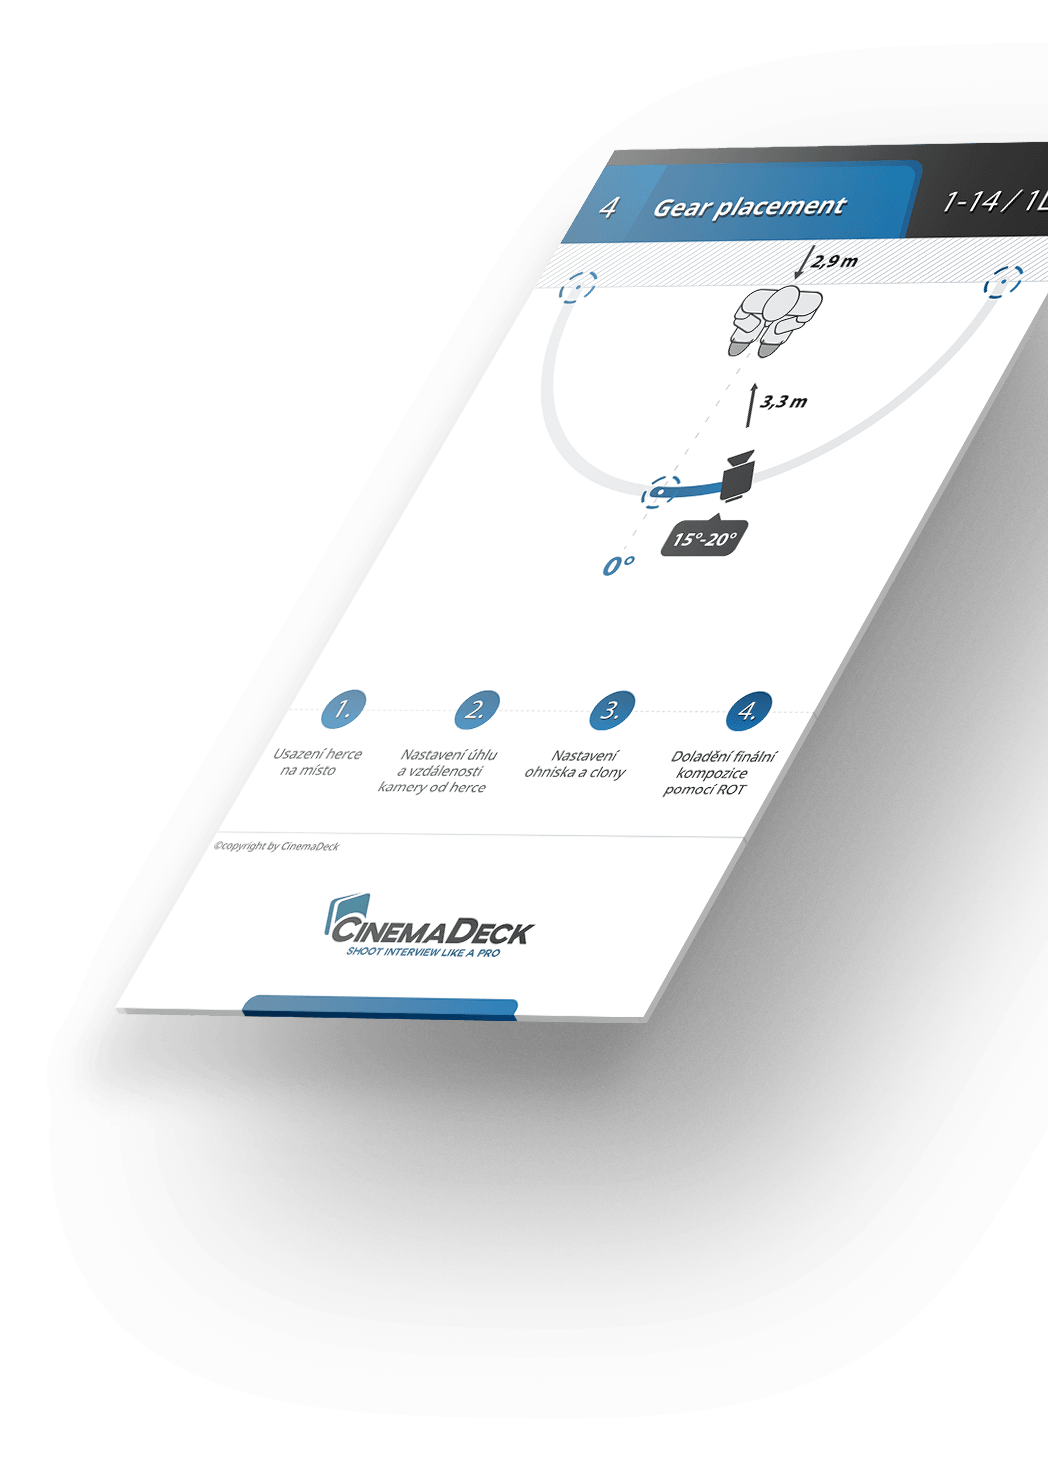 4 Gear placement 1-14 / 1
2,9 m
3,3 m
15°-20°
0°
1. 2. 3. 4.
Usazení herce
na místo
Nastavení úhlu
a vzdálenosti
kamery od herce
Nastavení
ohniska a clony
Doladění finální
kompozice
pomocí ROT
©copyright by CinemaDeck
CINEMADECK
SHOOT INTERVIEW LIKE A PRO